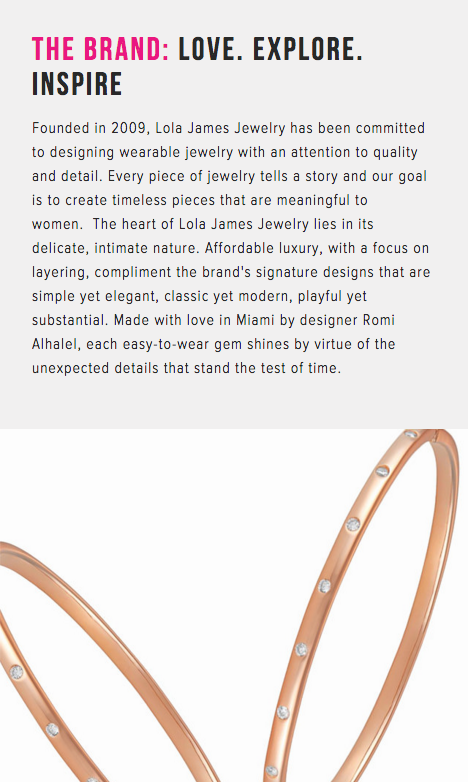 THE BRAND: LOVE. EXPLORE.
INSPIRE
Founded in 2009, Lola James Jewelry has been committed
to designing wearable jewelry with an attention to quality
and detail. Every piece of jewelry tells a story and our goal
is to create timeless pieces that are meaningful to
women.  The heart of Lola James Jewelry lies in its
delicate, intimate nature. Affordable luxury, with a focus on
layering, compliment the brand's signature designs that are
simple yet elegant, classic yet modern, playful yet
substantial. Made with love in Miami by designer Romi
Alhalel, each easy-to-wear gem shines by virtue of the
unexpected details that stand the test of time.